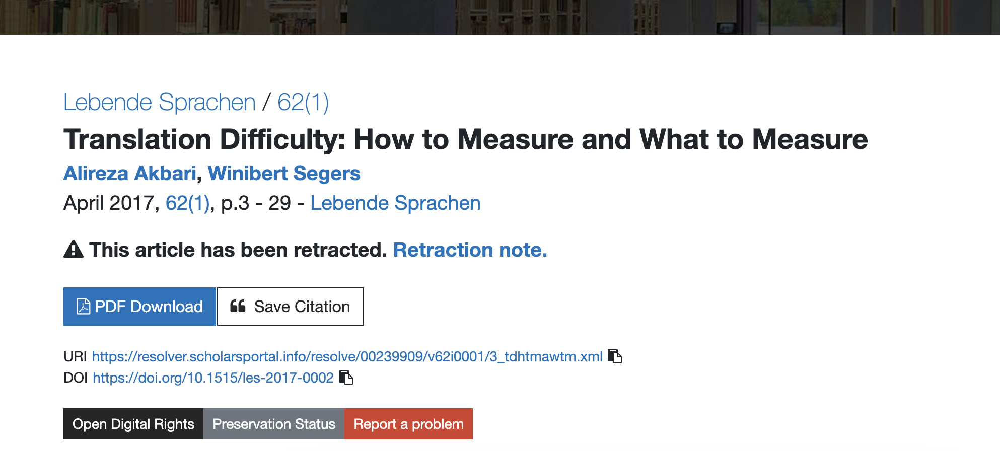 Lebende Sprachen / 62(1)
Translation Difficulty: How to Measure and What to Measure
Alireza Akbari, Winibert Segers
April 2017, 62(1), p.3 - 29 - Lebende Sprachen
This article has been retracted. Retraction note.
PDF Download
Save Citation
URI https://resolver.scholarsportal.info/resolve/00239909/v62i0001/3_tdhtmawtm.xml
DOI https://doi.org/10.1515/les-2017-0002
Open Digital Rights
Preservation Status
Report a problem